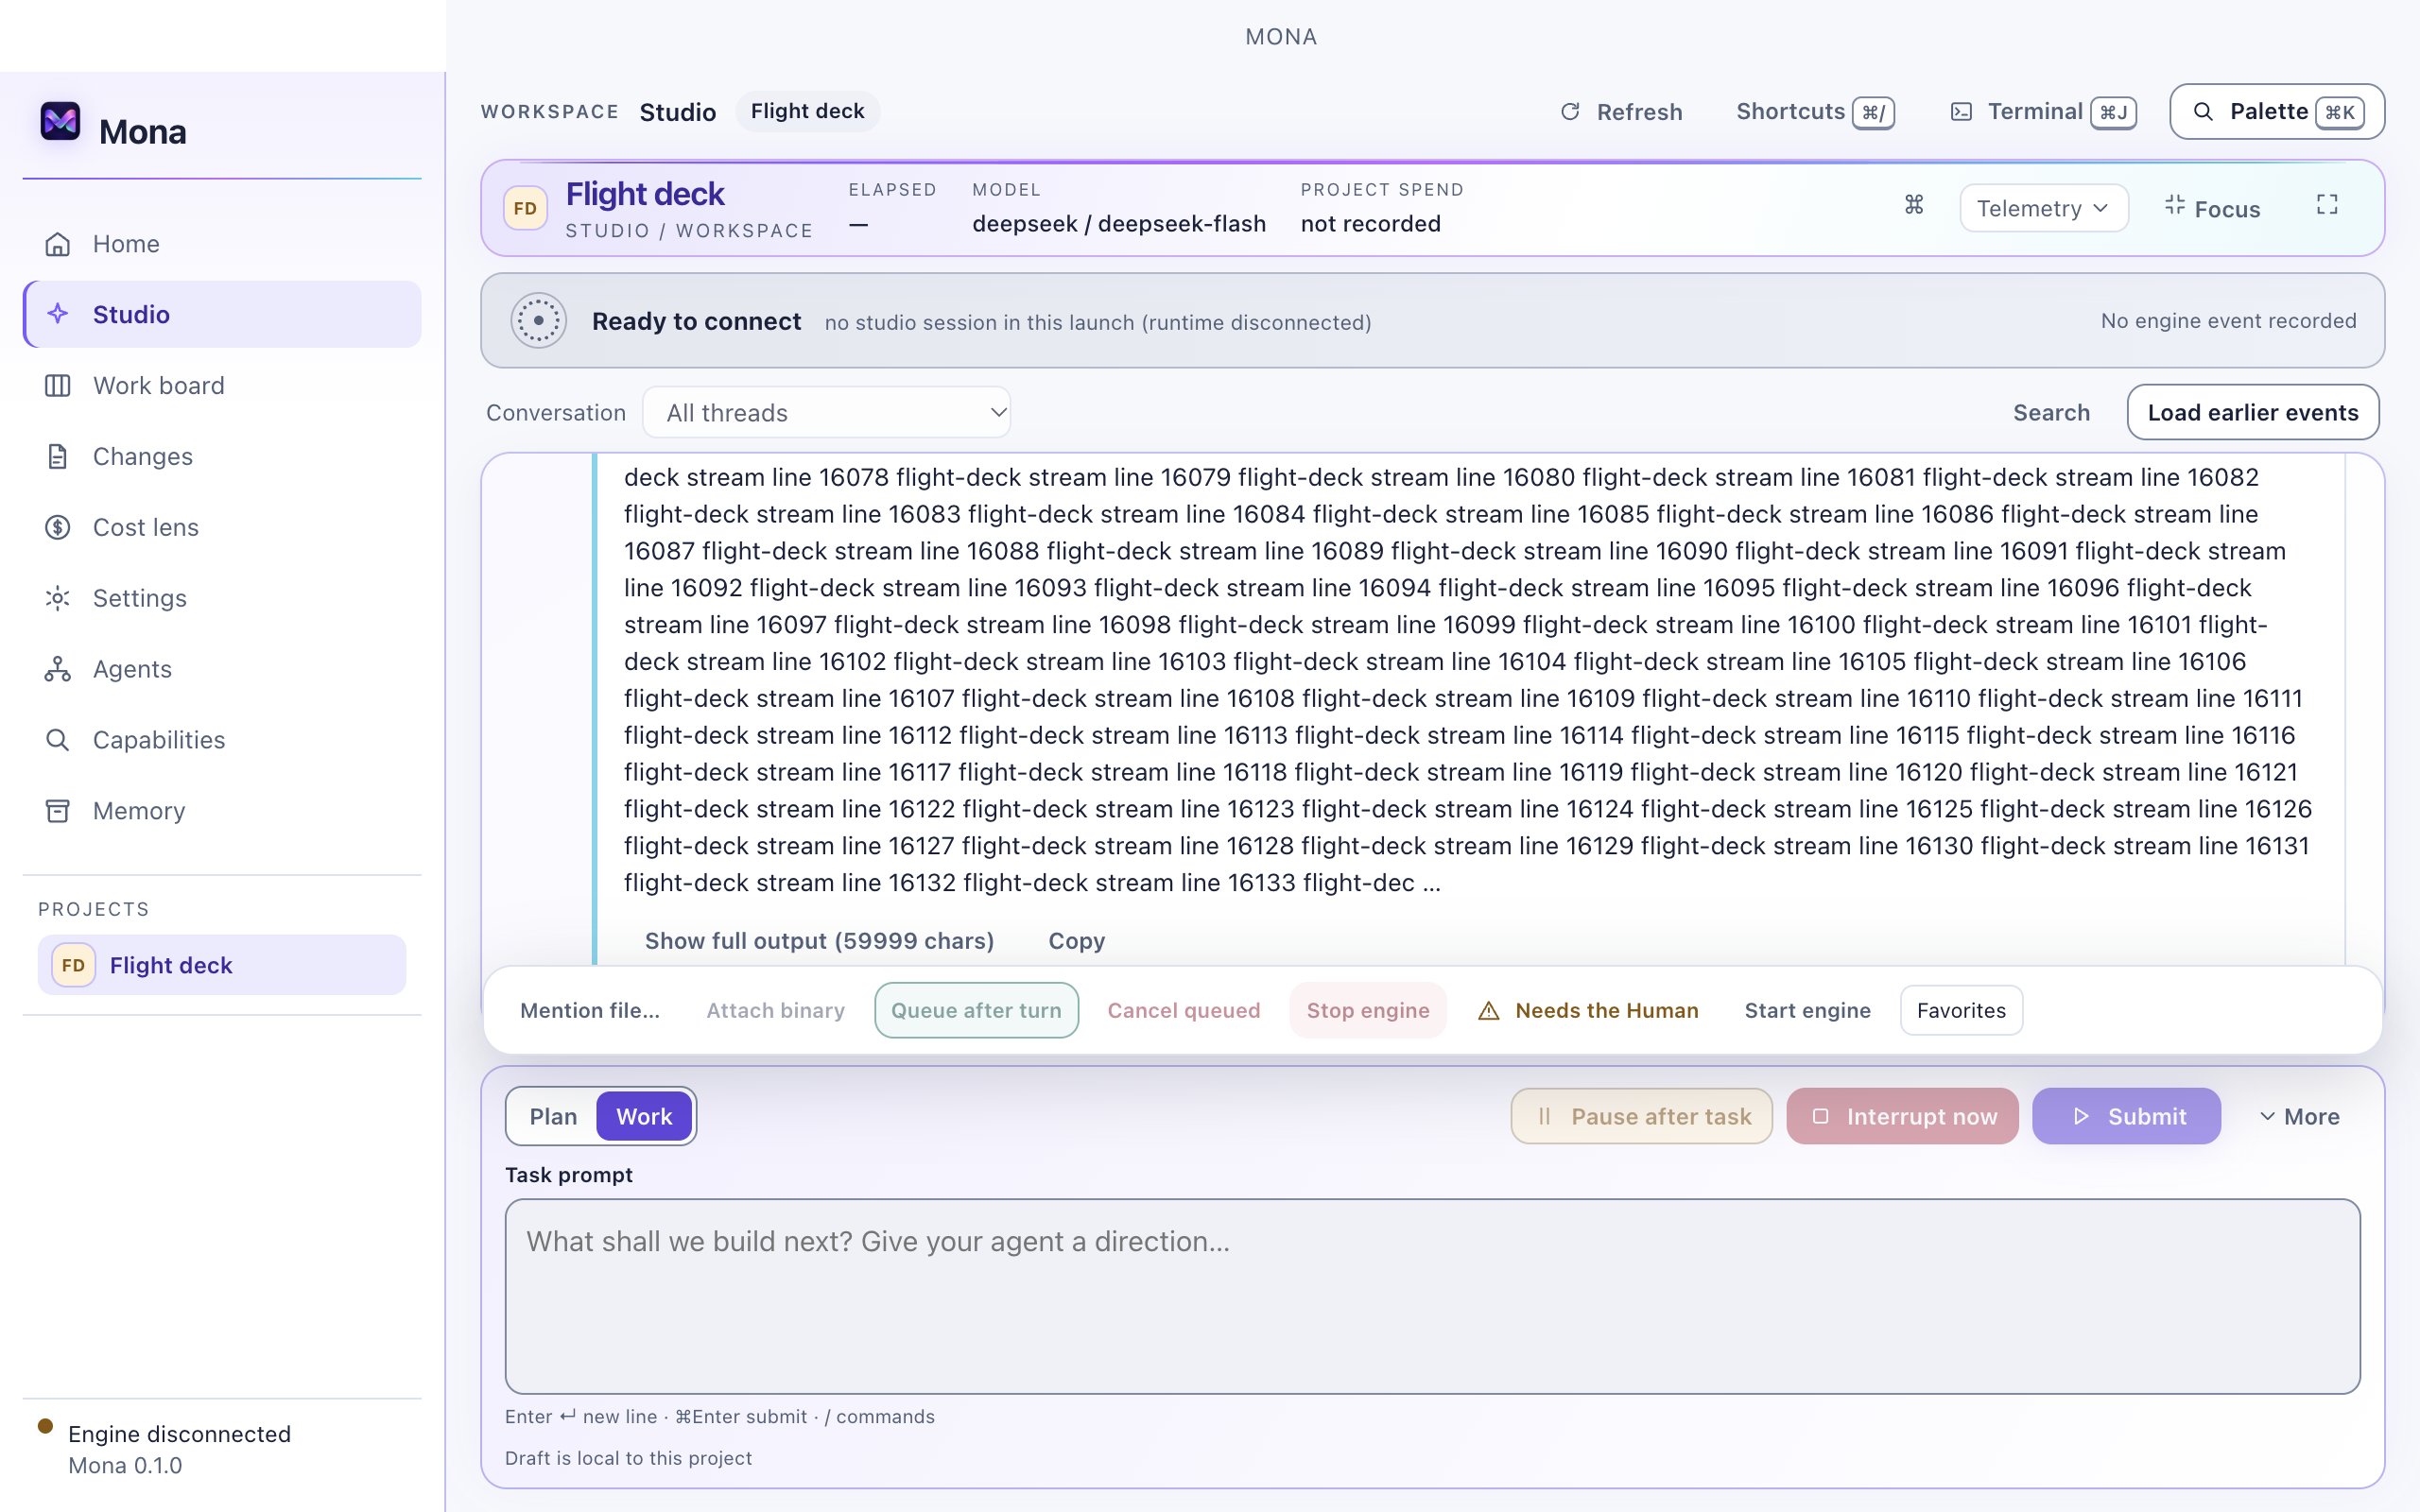 MONA
Mona
Home
Studio
Work board
Changes
Cost lens
Settings
Agents
Capabilities
Memory
PROJECTS
FD Flight deck
Engine disconnected
Mona 0.1.0
WORKSPACE Studio Flight deck
Refresh Shortcuts ⌘/ Terminal ⌘J Palette ⌘K
FD Flight deck
STUDIO / WORKSPACE
ELAPSED
—
MODEL
deepseek / deepseek-flash
PROJECT SPEND
not recorded
⌘ Telemetry Focus
Ready to connect no studio session in this launch (runtime disconnected) No engine event recorded
Conversation All threads Search Load earlier events
deck stream line 16078 flight-deck stream line 16079 flight-deck stream line 16080 flight-deck stream line 16081 flight-deck stream line 16082
flight-deck stream line 16083 flight-deck stream line 16084 flight-deck stream line 16085 flight-deck stream line 16086 flight-deck stream line
16087 flight-deck stream line 16088 flight-deck stream line 16089 flight-deck stream line 16090 flight-deck stream line 16091 flight-deck stream
line 16092 flight-deck stream line 16093 flight-deck stream line 16094 flight-deck stream line 16095 flight-deck stream line 16096 flight-deck
stream line 16097 flight-deck stream line 16098 flight-deck stream line 16099 flight-deck stream line 16100 flight-deck stream line 16101 flight-
deck stream line 16102 flight-deck stream line 16103 flight-deck stream line 16104 flight-deck stream line 16105 flight-deck stream line 16106
flight-deck stream line 16107 flight-deck stream line 16108 flight-deck stream line 16109 flight-deck stream line 16110 flight-deck stream line 16111
flight-deck stream line 16112 flight-deck stream line 16113 flight-deck stream line 16114 flight-deck stream line 16115 flight-deck stream line 16116
flight-deck stream line 16117 flight-deck stream line 16118 flight-deck stream line 16119 flight-deck stream line 16120 flight-deck stream line 16121
flight-deck stream line 16122 flight-deck stream line 16123 flight-deck stream line 16124 flight-deck stream line 16125 flight-deck stream line 16126
flight-deck stream line 16127 flight-deck stream line 16128 flight-deck stream line 16129 flight-deck stream line 16130 flight-deck stream line 16131
flight-deck stream line 16132 flight-deck stream line 16133 flight-dec ...
Show full output (59999 chars) Copy
Mention file... Attach binary Queue after turn Cancel queued Stop engine Needs the Human Start engine Favorites
Plan Work Pause after task Interrupt now Submit More
Task prompt
What shall we build next? Give your agent a direction...
Enter ↵ new line · ⌘Enter submit · / commands
Draft is local to this project